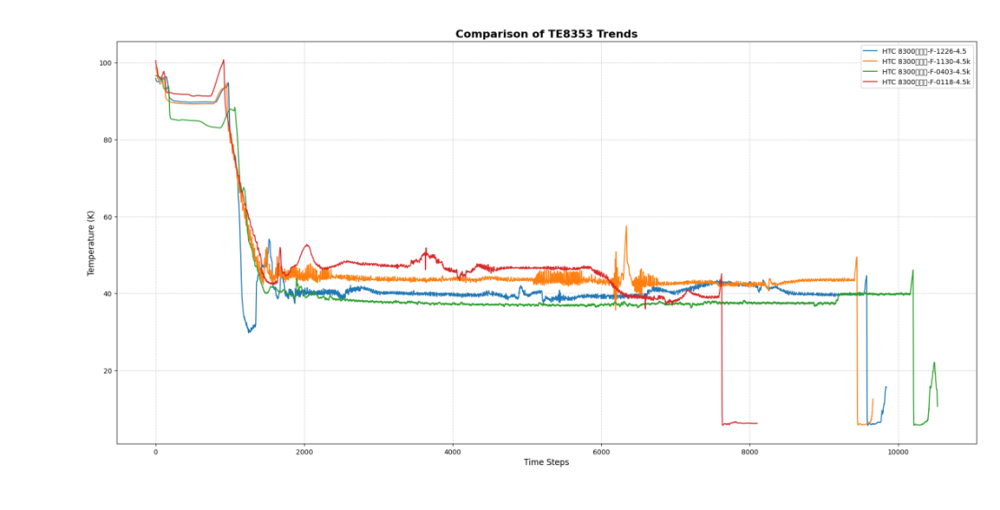 Comparison of TE8353 Trends
HTC 8300□□□-F-1226-4.5
HTC 8300□□□-F-1130-4.5k
HTC 8300□□□-F-0403-4.5k
HTC 8300□□□-F-0118-4.5k
Temperature (K)
100
80
60
40
20
0
2000
4000
6000
8000
10000
Time Steps